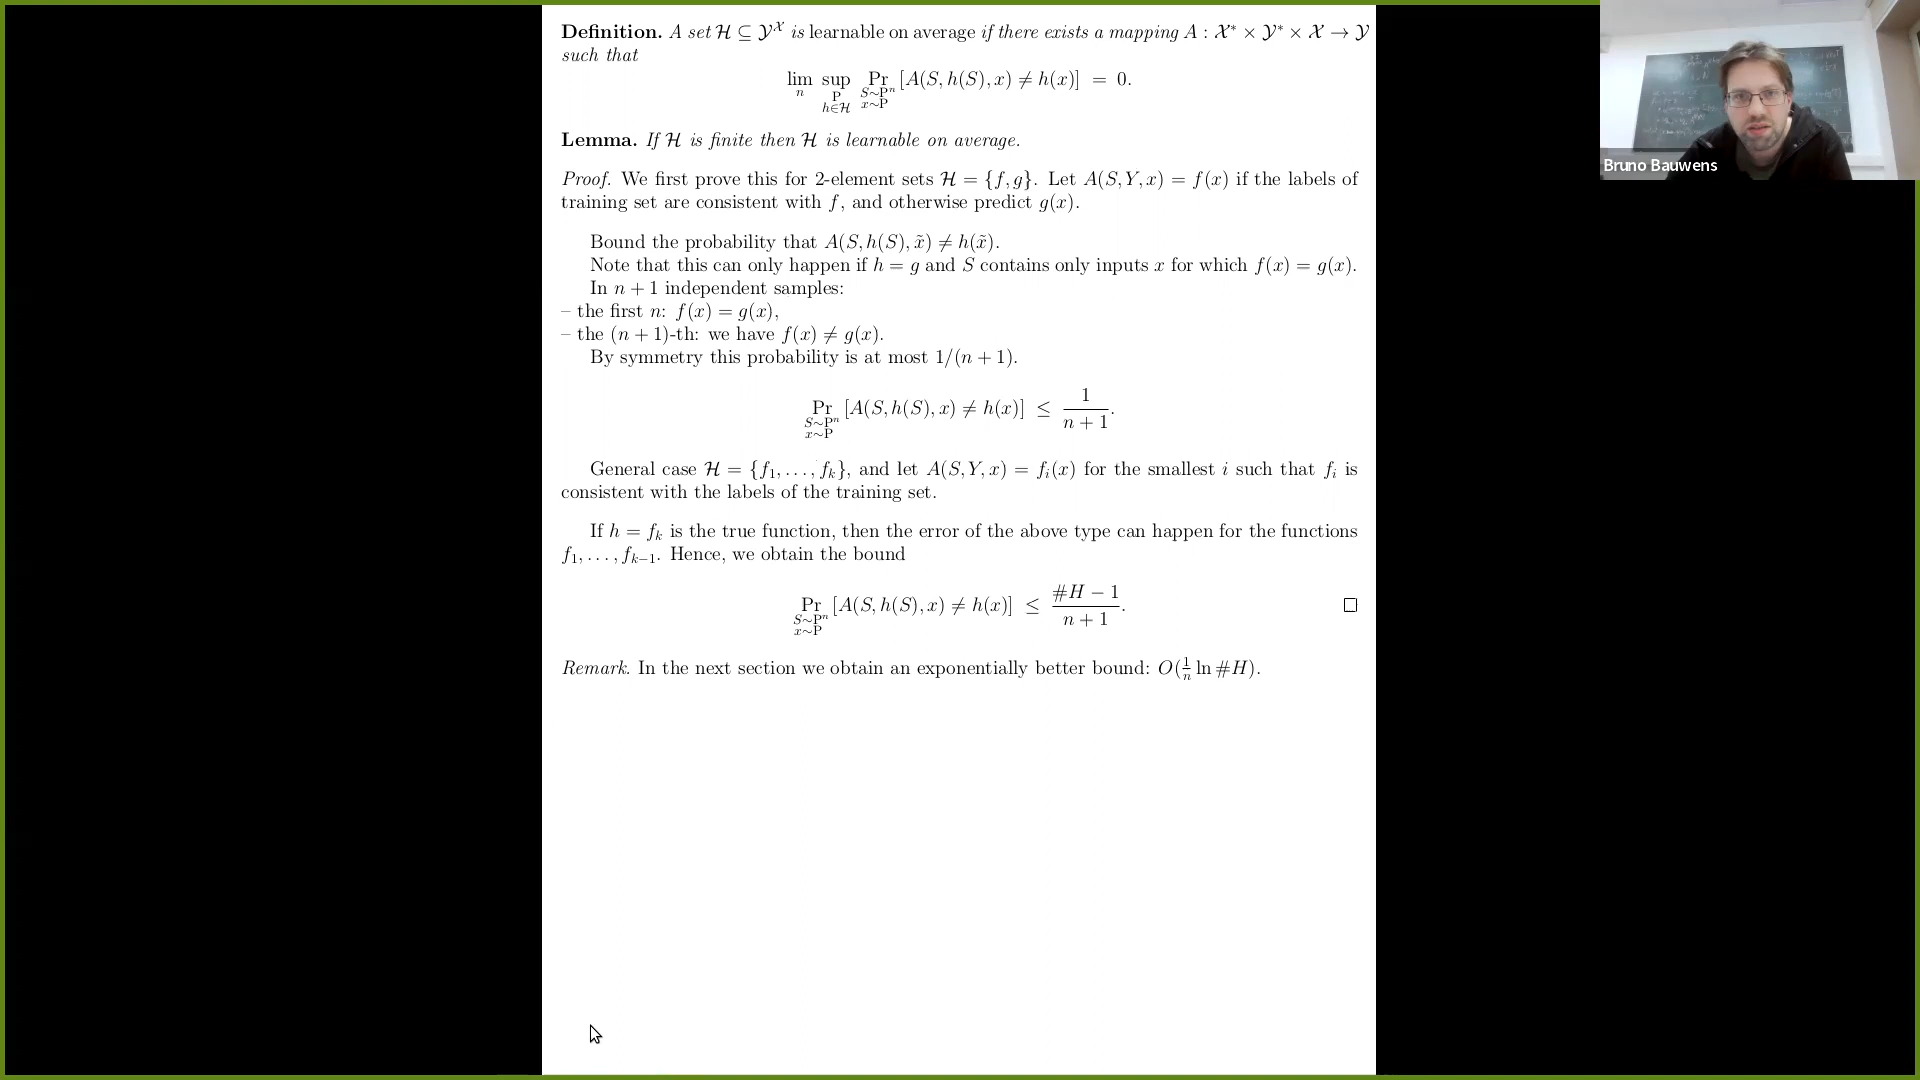 Definition. A set ℋ ⊆ 𝒴^𝒳 is learnable on average if there exists a mapping A : 𝒳* × 𝒴* × 𝒳 → 𝒴
such that
lim_n sup_{P, h∈ℋ} Pr_{S∼P^n, x∼P} [A(S, h(S), x) ≠ h(x)] = 0.
Lemma. If ℋ is finite then ℋ is learnable on average.
Proof. We first prove this for 2-element sets ℋ = {f, g}. Let A(S, Y, x) = f(x) if the labels of
training set are consistent with f, and otherwise predict g(x).
Bound the probability that A(S, h(S), x̃) ≠ h(x̃).
Note that this can only happen if h = g and S contains only inputs x for which f(x) = g(x).
In n + 1 independent samples:
– the first n: f(x) = g(x),
– the (n + 1)-th: we have f(x) ≠ g(x).
By symmetry this probability is at most 1/(n + 1).
Pr_{S∼P^n, x∼P} [A(S, h(S), x) ≠ h(x)] ≤ 1/(n + 1).
General case ℋ = {f₁, . . . , f_k}, and let A(S, Y, x) = f_i(x) for the smallest i such that f_i is
consistent with the labels of the training set.
If h = f_k is the true function, then the error of the above type can happen for the functions
f₁, . . . , f_{k−1}. Hence, we obtain the bound
Pr_{S∼P^n, x∼P} [A(S, h(S), x) ≠ h(x)] ≤ (#H − 1)/(n + 1). □
Remark. In the next section we obtain an exponentially better bound: O(1/n ln #H).
Bruno Bauwens